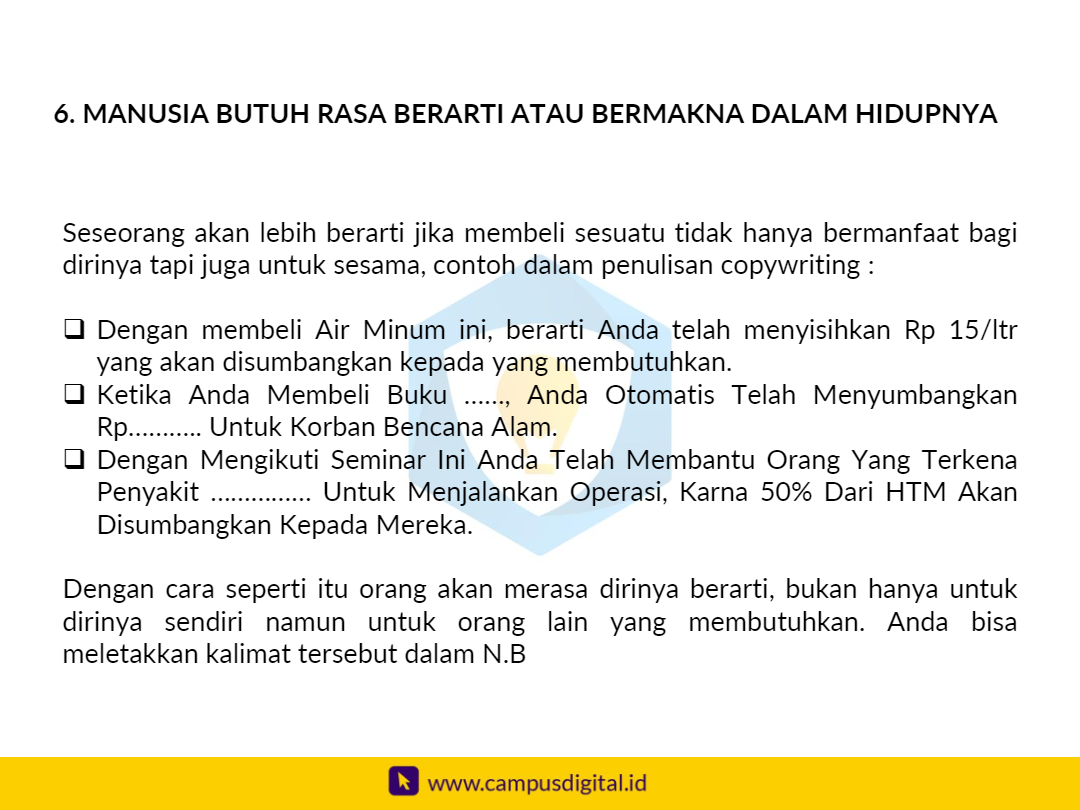 6. MANUSIA BUTUH RASA BERARTI ATAU BERMAKNA DALAM HIDUPNYA
Seseorang akan lebih berarti jika membeli sesuatu tidak hanya bermanfaat bagi
dirinya tapi juga untuk sesama, contoh dalam penulisan copywriting :
❑ Dengan membeli Air Minum ini, berarti Anda telah menyisihkan Rp 15/ltr
yang akan disumbangkan kepada yang membutuhkan.
❑ Ketika Anda Membeli Buku ……, Anda Otomatis Telah Menyumbangkan
Rp……….. Untuk Korban Bencana Alam.
❑ Dengan Mengikuti Seminar Ini Anda Telah Membantu Orang Yang Terkena
Penyakit …………… Untuk Menjalankan Operasi, Karna 50% Dari HTM Akan
Disumbangkan Kepada Mereka.
Dengan cara seperti itu orang akan merasa dirinya berarti, bukan hanya untuk
dirinya sendiri namun untuk orang lain yang membutuhkan. Anda bisa
meletakkan kalimat tersebut dalam N.B
www.campusdigital.id